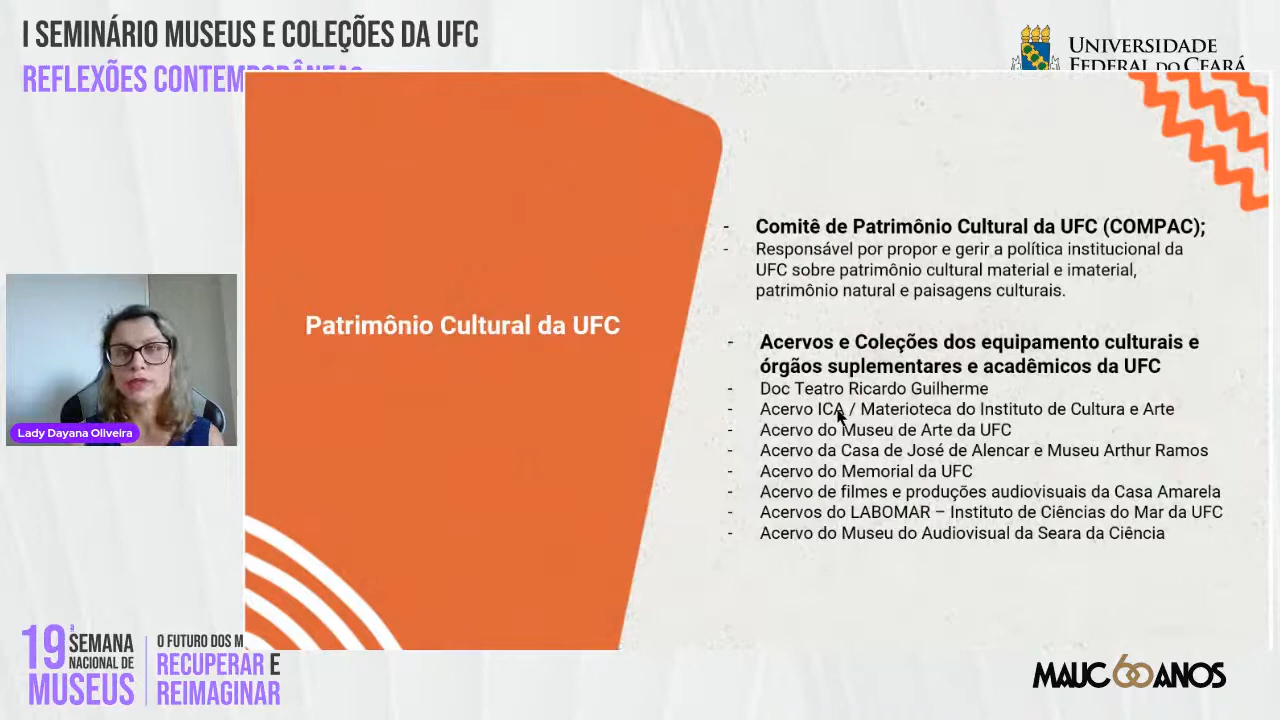 I SEMINÁRIO MUSEUS E COLEÇÕES DA UFC
REFLEXÕES
UNIVERSIDADE
FEDERAL DO CEARÁ
Patrimônio Cultural da UFC
- Comitê de Patrimônio Cultural da UFC (COMPAC);
- Responsável por propor e gerir a política institucional da
UFC sobre patrimônio cultural material e imaterial,
patrimônio natural e paisagens culturais.
- Acervos e Coleções dos equipamento culturais e
órgãos suplementares e acadêmicos da UFC
- Doc Teatro Ricardo Guilherme
- Acervo ICA / Materioteca do Instituto de Cultura e Arte
- Acervo do Museu de Arte da UFC
- Acervo da Casa de José de Alencar e Museu Arthur Ramos
- Acervo do Memorial da UFC
- Acervo de filmes e produções audiovisuais da Casa Amarela
- Acervos do LABOMAR – Instituto de Ciências do Mar da UFC
- Acervo do Museu do Audiovisual da Seara da Ciência
Lady Dayana Oliveira
19ª SEMANA
NACIONAL DE
MUSEUS
O FUTURO DOS
RECUPERAR E
REIMAGINAR
MAUC 60 ANOS